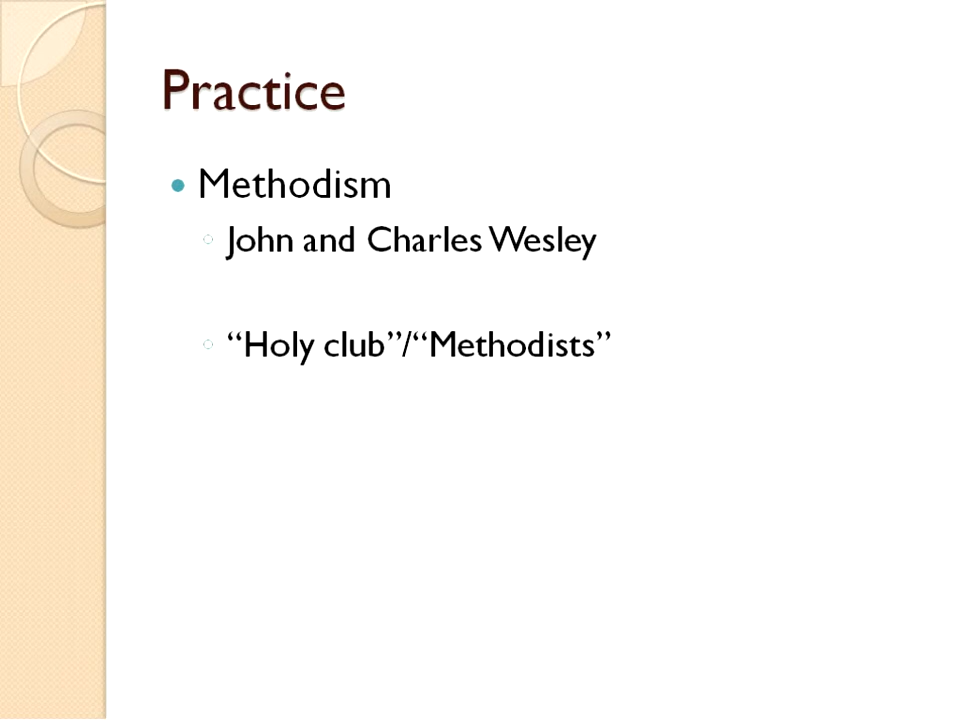 Practice
Methodism
John and Charles Wesley
“Holy club”/“Methodists”